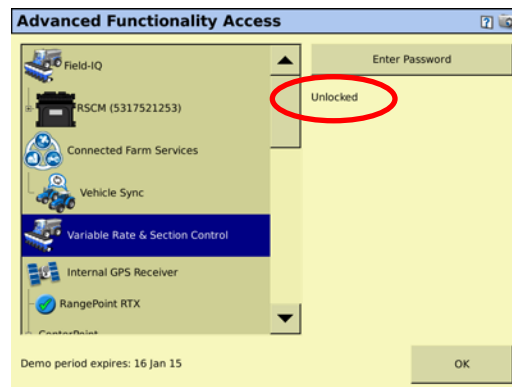 Advanced Functionality Access
Field-IQ
Enter Password
RSCM (5317521253)
Unlocked
Connected Farm Services
Vehicle Sync
Variable Rate & Section Control
Internal GPS Receiver
RangePoint RTX
CenterPoint
Demo period expires: 16 Jan 15
OK